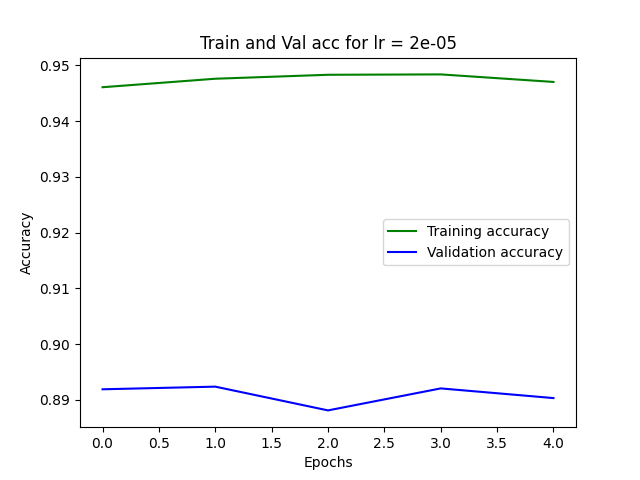 Train and Val acc for lr = 2e-05
Accuracy
0.95
0.94
0.93
0.92
0.91
0.90
0.89
Training accuracy
Validation accuracy
0.0 0.5 1.0 1.5 2.0 2.5 3.0 3.5 4.0
Epochs